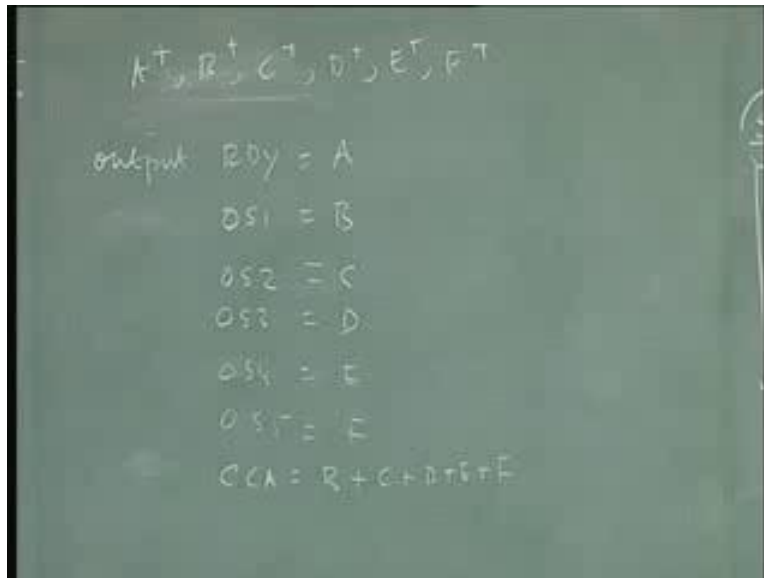 A⁺, B⁺, C⁺, D⁺, E⁺, F⁺
output RDY = A
OS1 = B
OS2 = C
OS3 = D
OS4 = E
OS5 = F
CCA = B + C + D + E + F